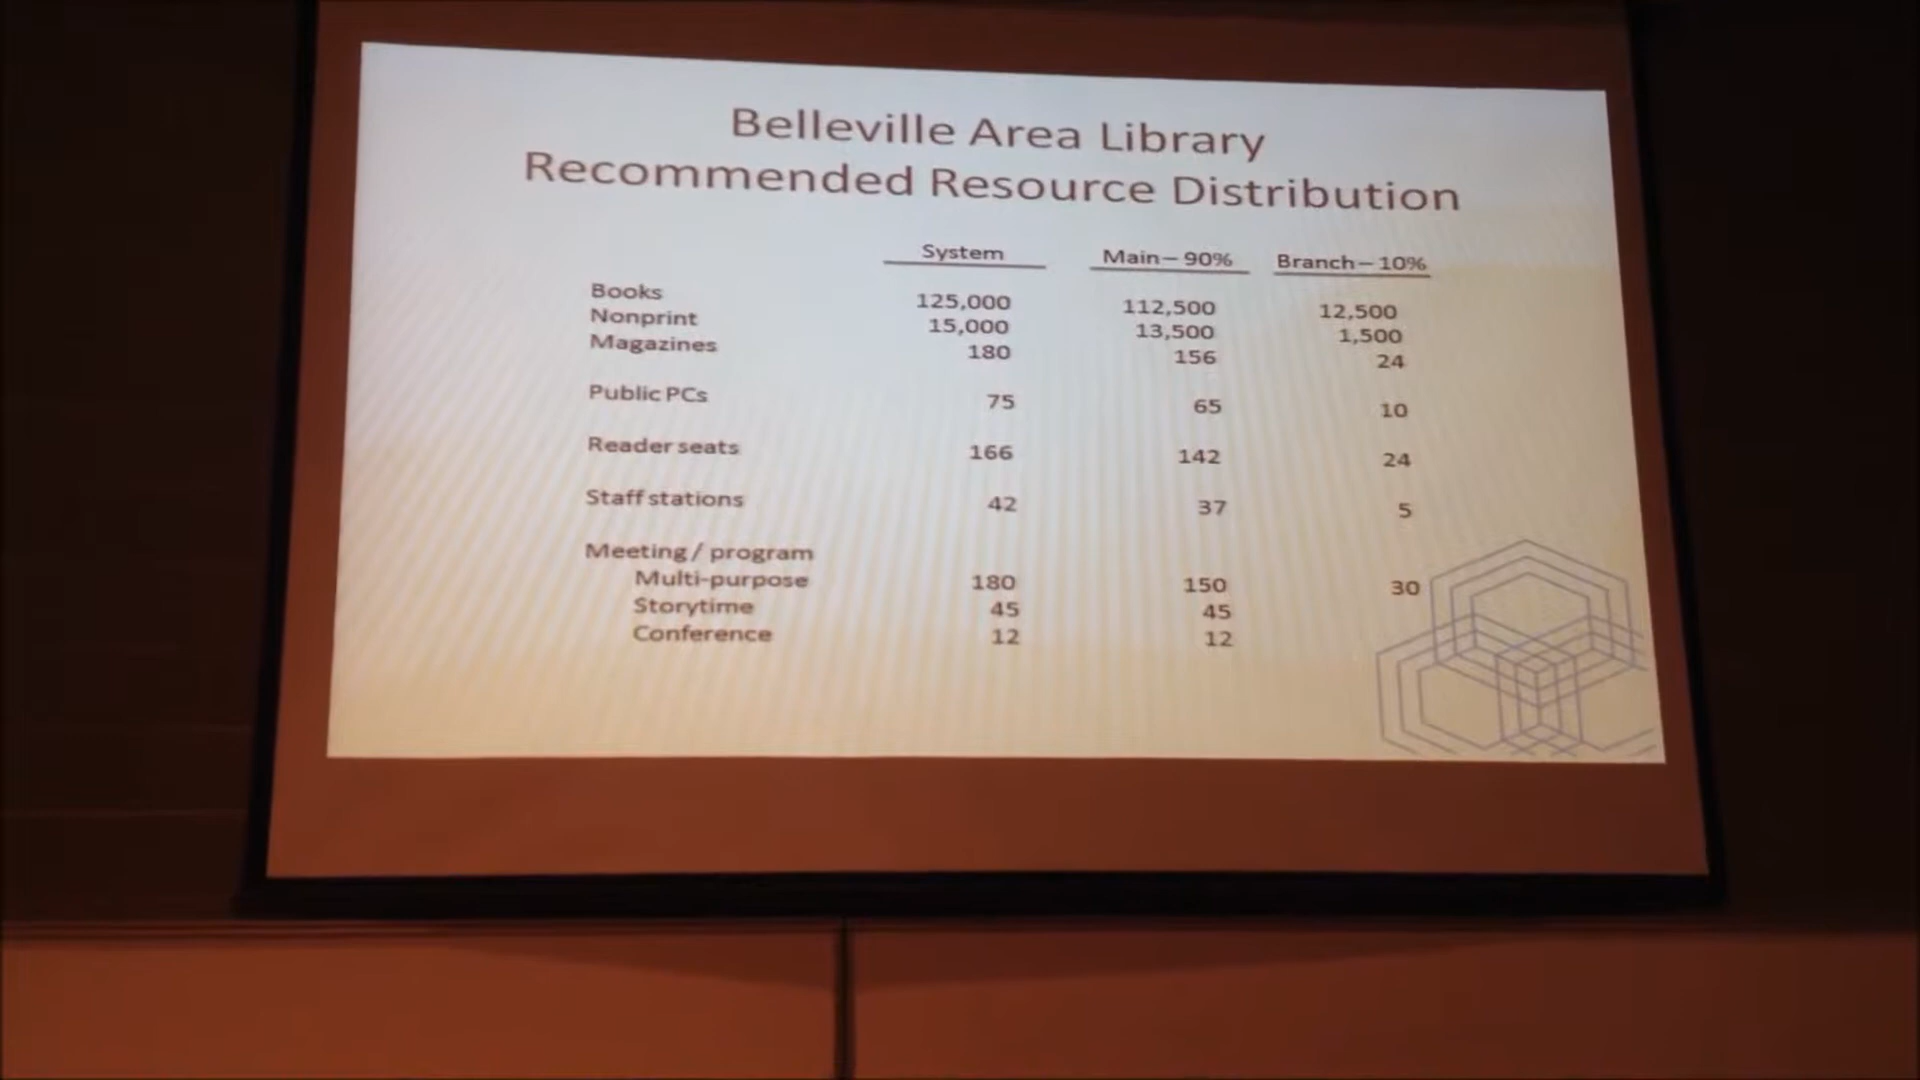 Belleville Area Library
Recommended Resource Distribution
System Main – 90% Branch – 10%
Books 125,000 112,500 12,500
Nonprint 15,000 13,500 1,500
Magazines 180 156 24
Public PCs 75 65 10
Reader seats 166 142 24
Staff stations 42 37 5
Meeting / program
Multi-purpose 180 150 30
Storytime 45 45
Conference 12 12